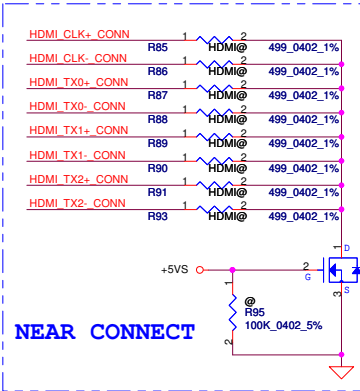 HDMI_CLK+_CONN 1 2
R85 HDMI@ 499_0402_1%
HDMI_CLK-_CONN 1 2
R86 HDMI@ 499_0402_1%
HDMI_TX0+_CONN 1 2
R87 HDMI@ 499_0402_1%
HDMI_TX0-_CONN 1 2
R88 HDMI@ 499_0402_1%
HDMI_TX1+_CONN 1 2
R89 HDMI@ 499_0402_1%
HDMI_TX1-_CONN 1 2
R90 HDMI@ 499_0402_1%
HDMI_TX2+_CONN 1 2
R91 HDMI@ 499_0402_1%
HDMI_TX2-_CONN 1 2
R93 HDMI@ 499_0402_1%
1 D
+5VS 2 G
S 3
1
@
R95
100K_0402_5%
2
NEAR CONNECT